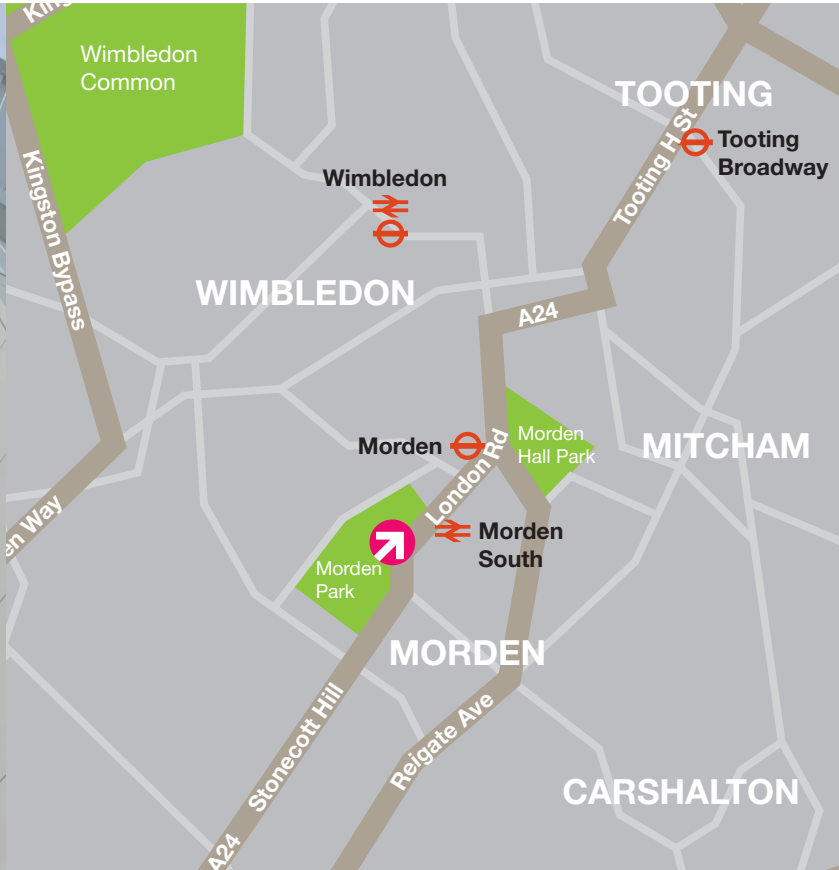 Wimbledon
Common
TOOTING
Tooting
Broadway
Tooting H St
Wimbledon
Kingston Bypass
WIMBLEDON
A24
Morden
Morden
Hall Park
MITCHAM
London Rd
Morden
South
Morden
Park
MORDEN
Stonecott Hill
Reigate Ave
CARSHALTON
A24